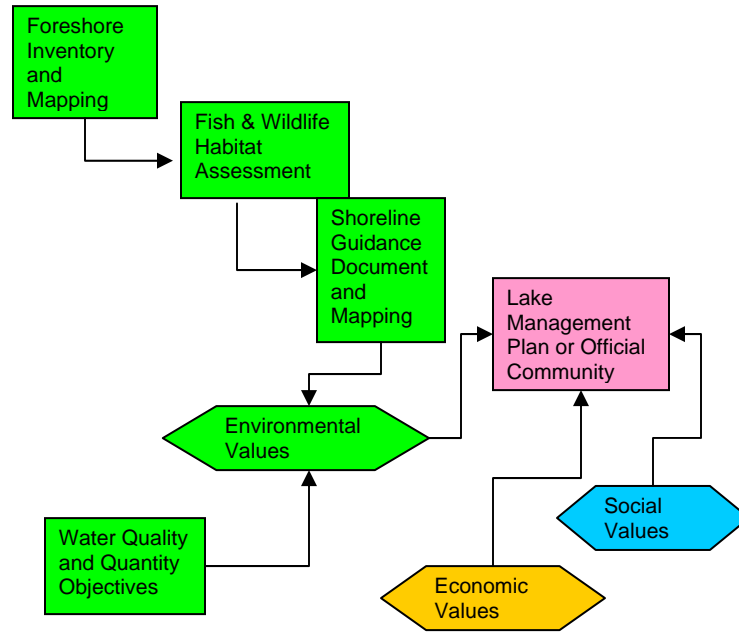 Foreshore
Inventory
and
Mapping
Fish & Wildlife
Habitat
Assessment
Shoreline
Guidance
Document
and
Mapping
Lake
Management
Plan or Official
Community
Environmental
Values
Social
Values
Water Quality
and Quantity
Objectives
Economic
Values